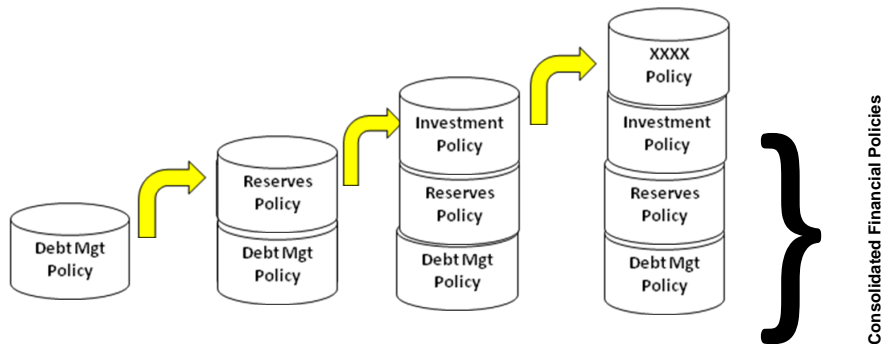 Debt Mgt
Policy
Reserves
Policy
Debt Mgt
Policy
Investment
Policy
Reserves
Policy
Debt Mgt
Policy
XXXX
Policy
Investment
Policy
Reserves
Policy
Debt Mgt
Policy
Consolidated Financial Policies